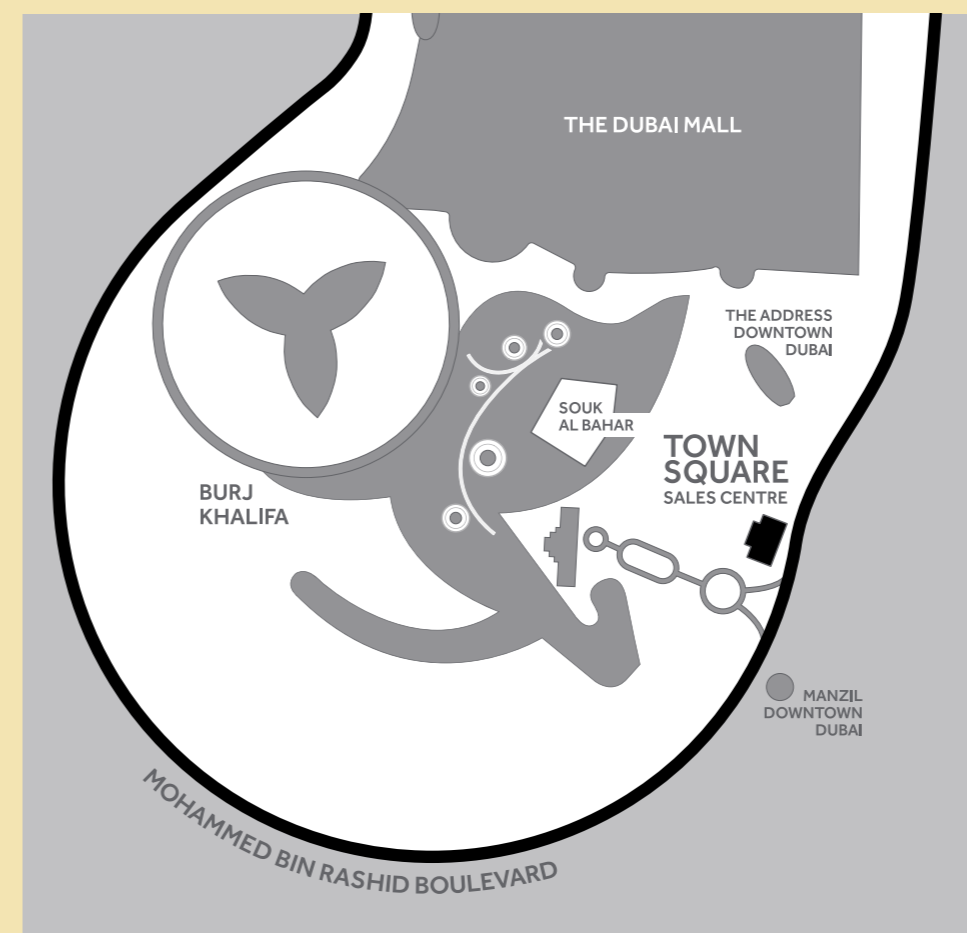 THE DUBAI MALL
THE ADDRESS
DOWNTOWN
DUBAI
SOUK
AL BAHAR
TOWN
SQUARE
SALES CENTRE
BURJ
KHALIFA
MANZIL
DOWNTOWN
DUBAI
MOHAMMED BIN RASHID BOULEVARD